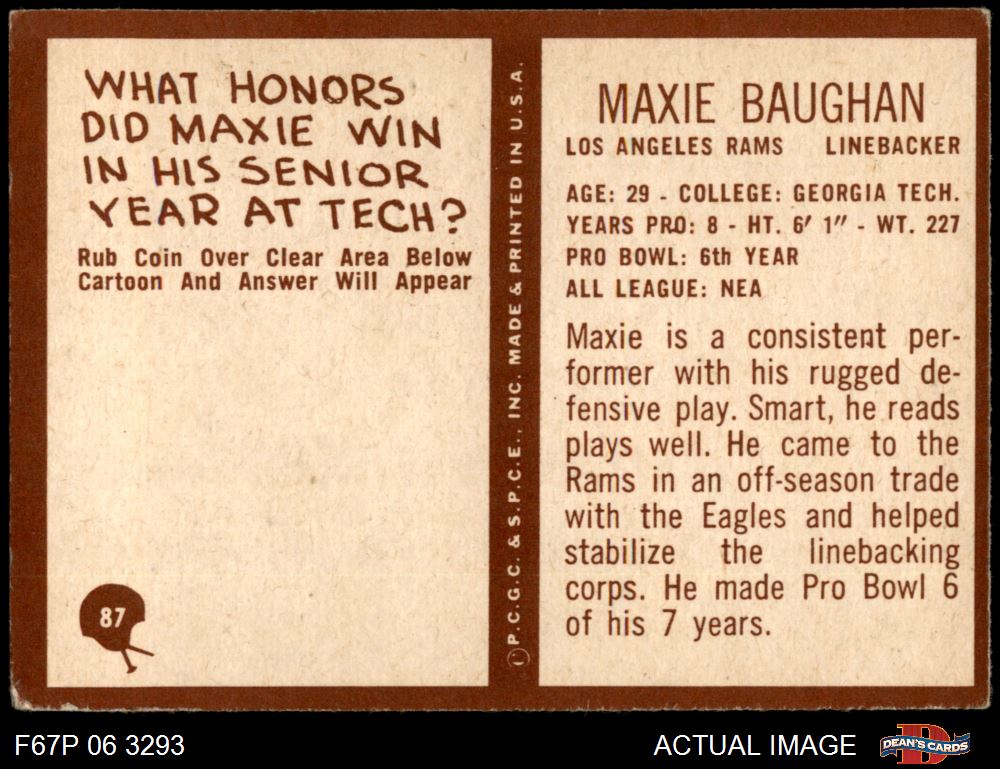 WHAT HONORS
DID MAXIE WIN
IN HIS SENIOR
YEAR AT TECH?
Rub Coin Over Clear Area Below
Cartoon And Answer Will Appear
87
©P.C.G.C. & S.P.C.E., INC. MADE & PRINTED IN U.S.A.
MAXIE BAUGHAN
LOS ANGELES RAMS LINEBACKER
AGE: 29 - COLLEGE: GEORGIA TECH.
YEARS PRO: 8 - HT. 6' 1" - WT. 227
PRO BOWL: 6th YEAR
ALL LEAGUE: NEA
Maxie is a consistent per-
former with his rugged de-
fensive play. Smart, he reads
plays well. He came to the
Rams in an off-season trade
with the Eagles and helped
stabilize the linebacking
corps. He made Pro Bowl 6
of his 7 years.
F67P 06 3293
ACTUAL IMAGE
DEAN'S CARDS